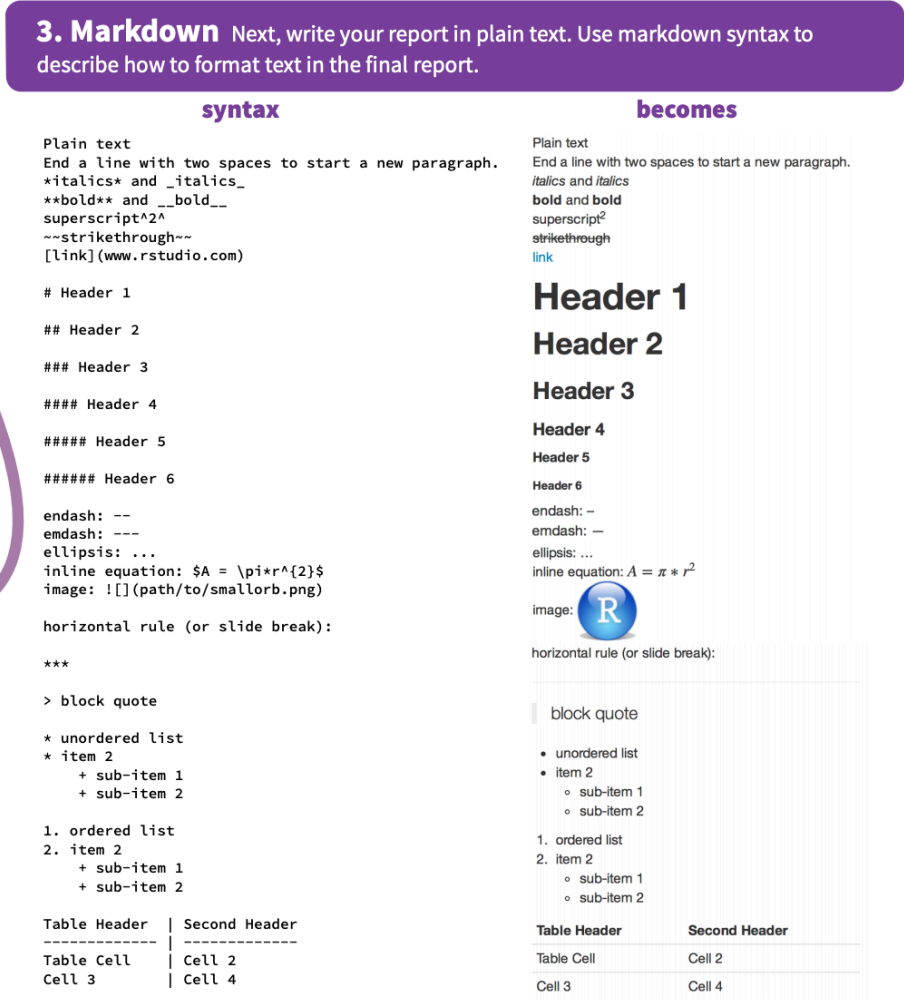 3. Markdown Next, write your report in plain text. Use markdown syntax to
describe how to format text in the final report.
syntax
Plain text
End a line with two spaces to start a new paragraph.
*italics* and _italics_
**bold** and __bold__
superscript^2^
~~strikethrough~~
[link](www.rstudio.com)
# Header 1
## Header 2
### Header 3
#### Header 4
##### Header 5
###### Header 6
endash: --
emdash: ---
ellipsis: ...
inline equation: $A = \pi*r^{2}$
image: ![](path/to/smallorb.png)
horizontal rule (or slide break):
***
> block quote
* unordered list
* item 2
    + sub-item 1
    + sub-item 2
1. ordered list
2. item 2
    + sub-item 1
    + sub-item 2
Table Header  | Second Header
------------- | -------------
Table Cell    | Cell 2
Cell 3        | Cell 4
becomes
Plain text
End a line with two spaces to start a new paragraph.
italics and italics
bold and bold
superscript²
strikethrough
link
Header 1
Header 2
Header 3
Header 4
Header 5
Header 6
endash: –
emdash: —
ellipsis: …
inline equation: A = π ∗ r²
image: R
horizontal rule (or slide break):
block quote
• unordered list
• item 2
◦ sub-item 1
◦ sub-item 2
1. ordered list
2. item 2
◦ sub-item 1
◦ sub-item 2
Table Header Second Header
Table Cell Cell 2
Cell 3 Cell 4